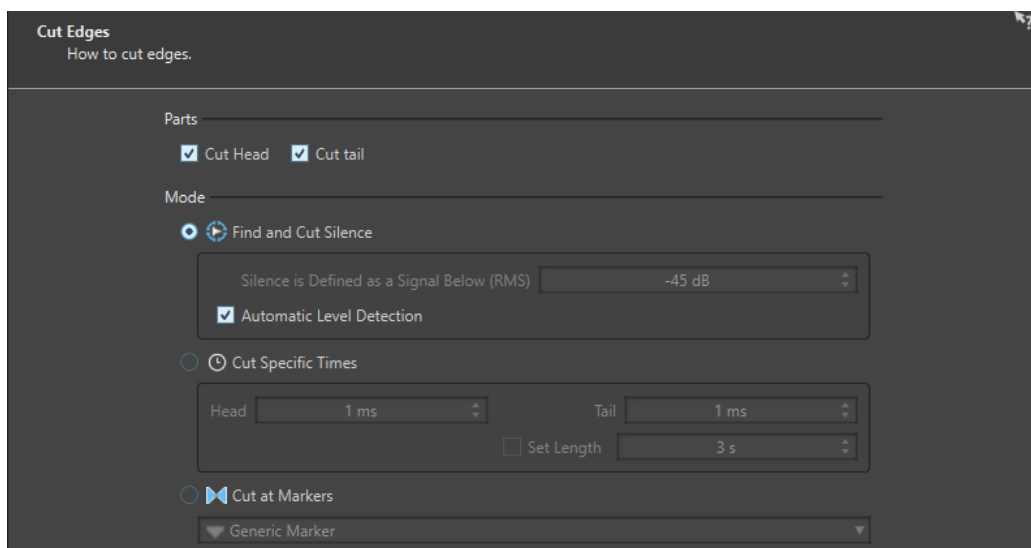 Cut Edges
How to cut edges.
Parts
Cut Head Cut tail
Mode
Find and Cut Silence
Silence is Defined as a Signal Below (RMS) -45 dB
Automatic Level Detection
Cut Specific Times
Head 1 ms Tail 1 ms
Set Length 3 s
Cut at Markers
Generic Marker